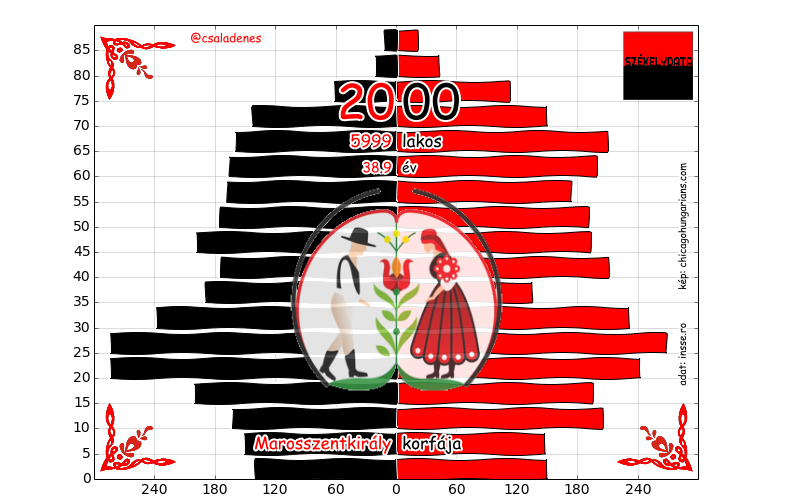 @csaladenes
SZÉKELYDATA
2000
5999 lakos
38.9 év
kép: chicagohungarians.com
adat: insse.ro
Marosszentkirály korfája
85
80
75
70
65
60
55
50
45
40
35
30
25
20
15
10
5
0
240 180 120 60 0 60 120 180 240